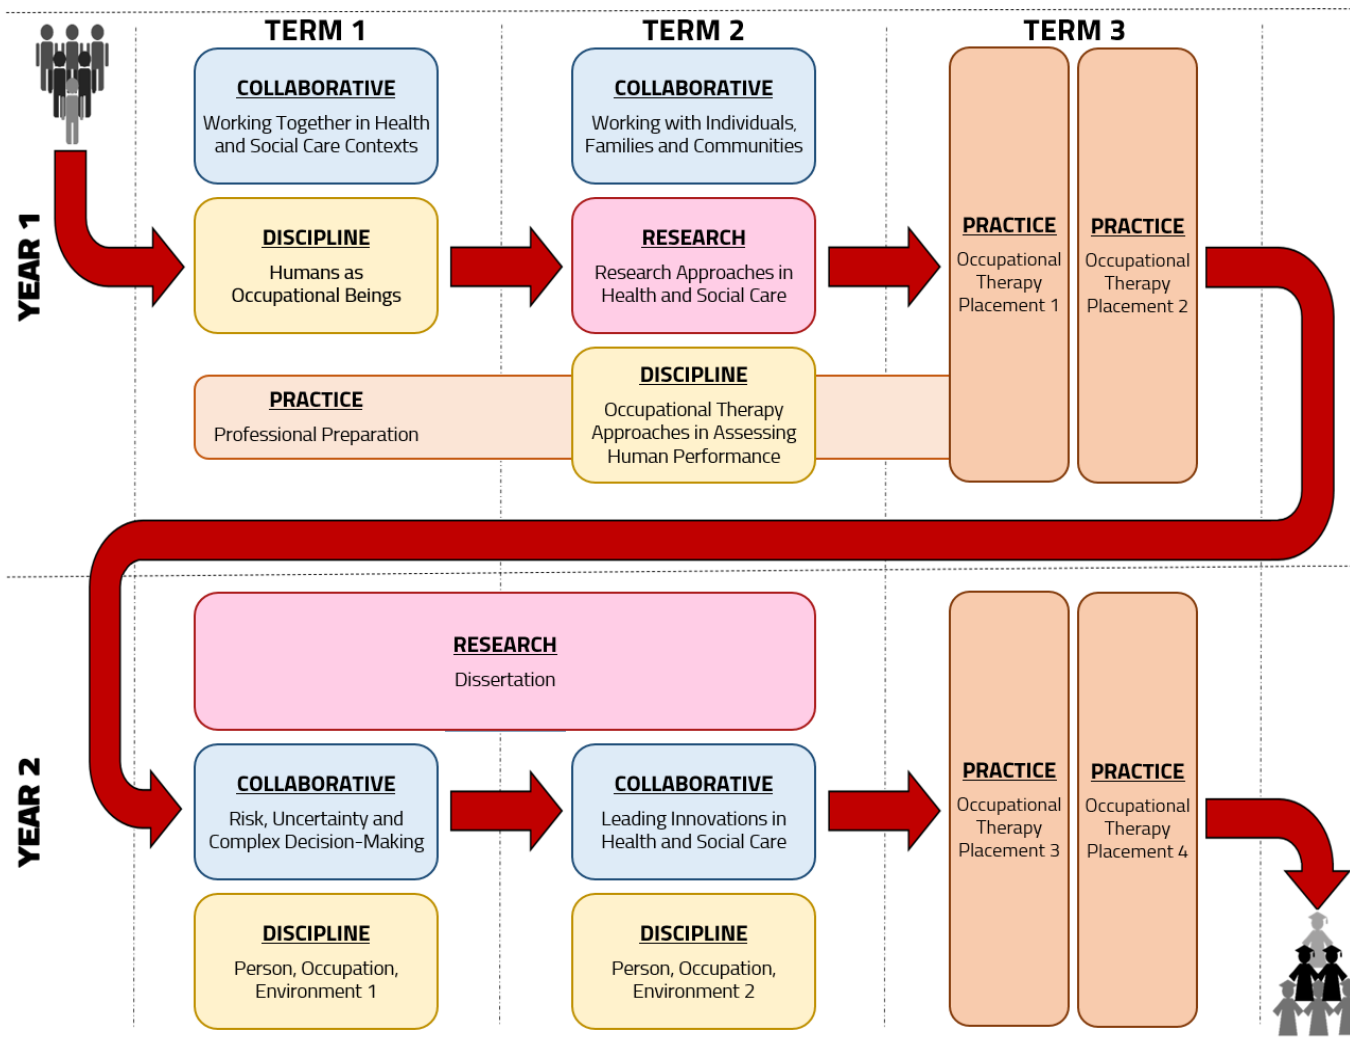 TERM 1
TERM 2
TERM 3
YEAR 1
COLLABORATIVE
Working Together in Health
and Social Care Contexts
COLLABORATIVE
Working with Individuals,
Families and Communities
DISCIPLINE
Humans as
Occupational Beings
RESEARCH
Research Approaches in
Health and Social Care
PRACTICE
Professional Preparation
DISCIPLINE
Occupational Therapy
Approaches in Assessing
Human Performance
PRACTICE
Occupational
Therapy
Placement 1
PRACTICE
Occupational
Therapy
Placement 2
YEAR 2
RESEARCH
Dissertation
COLLABORATIVE
Risk, Uncertainty and
Complex Decision-Making
COLLABORATIVE
Leading Innovations in
Health and Social Care
DISCIPLINE
Person, Occupation,
Environment 1
DISCIPLINE
Person, Occupation,
Environment 2
PRACTICE
Occupational
Therapy
Placement 3
PRACTICE
Occupational
Therapy
Placement 4